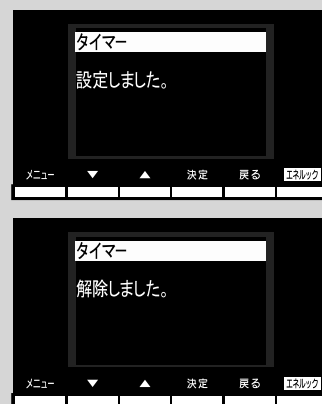 タイマー
設定しました。
メニュー ▼ ▲ 決定 戻る エネルック
タイマー
解除しました。
メニュー ▼ ▲ 決定 戻る エネルック